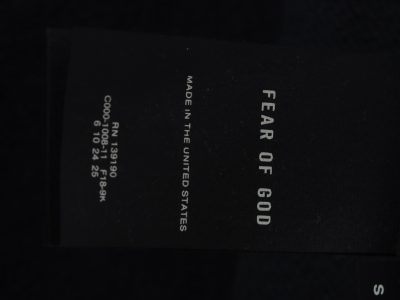 FEAR OF GOD
MADE IN THE UNITED STATES
RN 139190
C000-1008-11 F18-9K
6 10 24 25
S